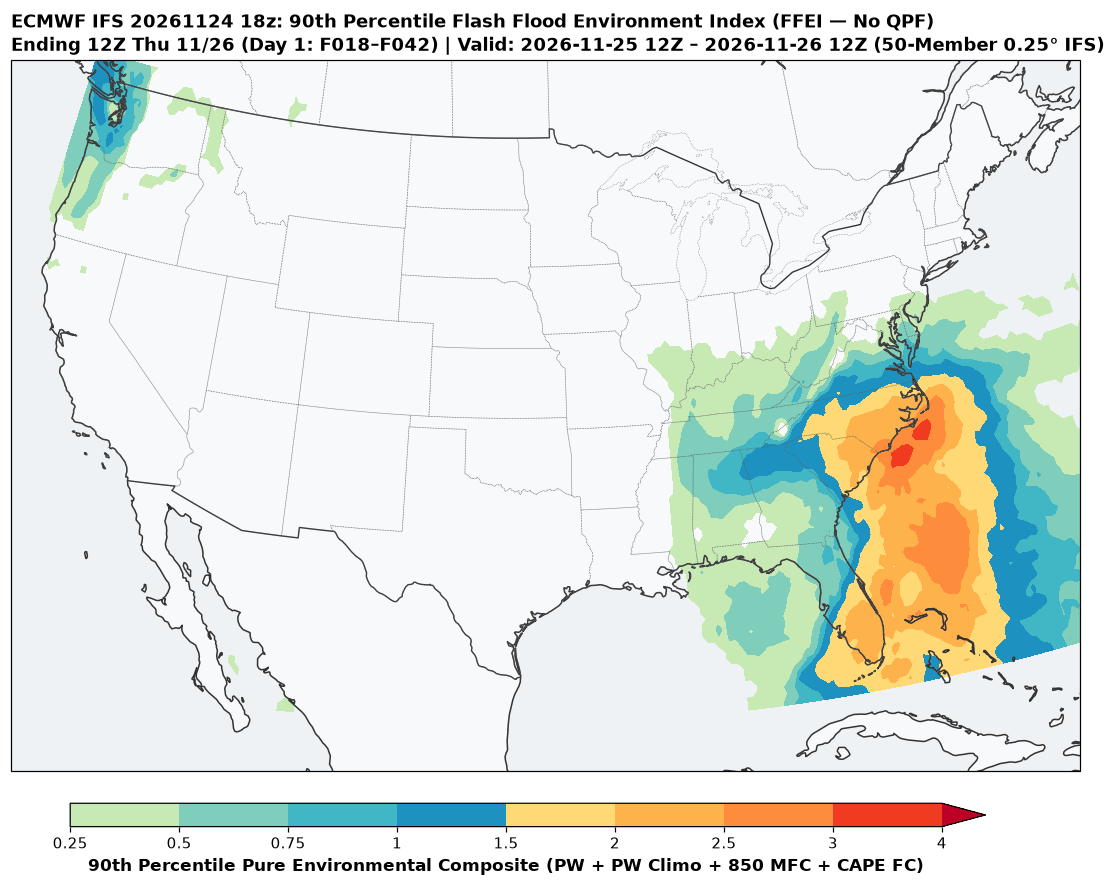 ECMWF IFS 20261124 18z: 90th Percentile Flash Flood Environment Index (FFEI — No QPF)
Ending 12Z Thu 11/26 (Day 1: F018–F042) | Valid: 2026-11-25 12Z – 2026-11-26 12Z (50-Member 0.25° IFS)
0.25 0.5 0.75 1 1.5 2 2.5 3 4
90th Percentile Pure Environmental Composite (PW + PW Climo + 850 MFC + CAPE FC)